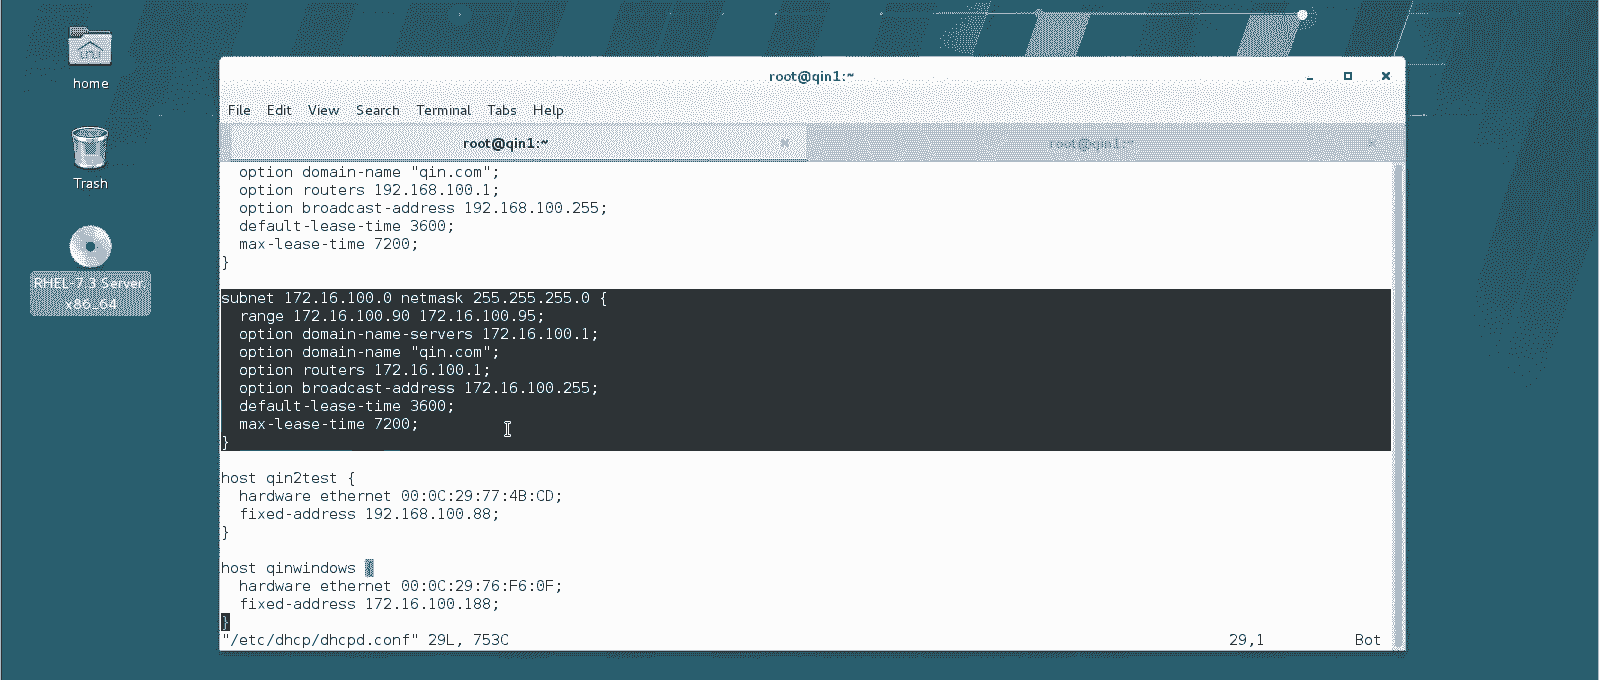 home
Trash
RHEL-7.3 Server.
x86_64
root@qin1:~
File Edit View Search Terminal Tabs Help
root@qin1:~ root@qin1:~
option domain-name "qin.com";
option routers 192.168.100.1;
option broadcast-address 192.168.100.255;
default-lease-time 3600;
max-lease-time 7200;
}
subnet 172.16.100.0 netmask 255.255.255.0 {
range 172.16.100.90 172.16.100.95;
option domain-name-servers 172.16.100.1;
option domain-name "qin.com";
option routers 172.16.100.1;
option broadcast-address 172.16.100.255;
default-lease-time 3600;
max-lease-time 7200;
}
host qin2test {
hardware ethernet 00:0C:29:77:4B:CD;
fixed-address 192.168.100.88;
}
host qinwindows {
hardware ethernet 00:0C:29:76:F6:0F;
fixed-address 172.16.100.188;
}
"/etc/dhcp/dhcpd.conf" 29L, 753C 29,1 Bot